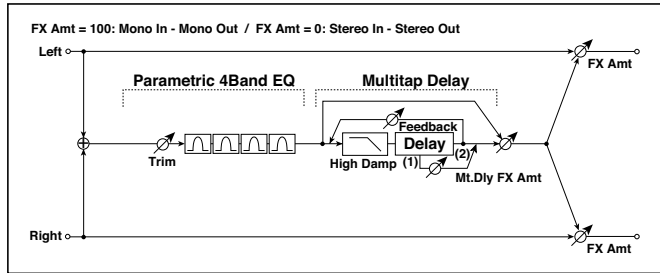 FX Amt = 100: Mono In - Mono Out / FX Amt = 0: Stereo In - Stereo Out
Left
FX Amt
Parametric 4Band EQ
Multitap Delay
Feedback
Trim
High Damp
Delay
(1)
(2)
Mt.Dly FX Amt
Right
FX Amt